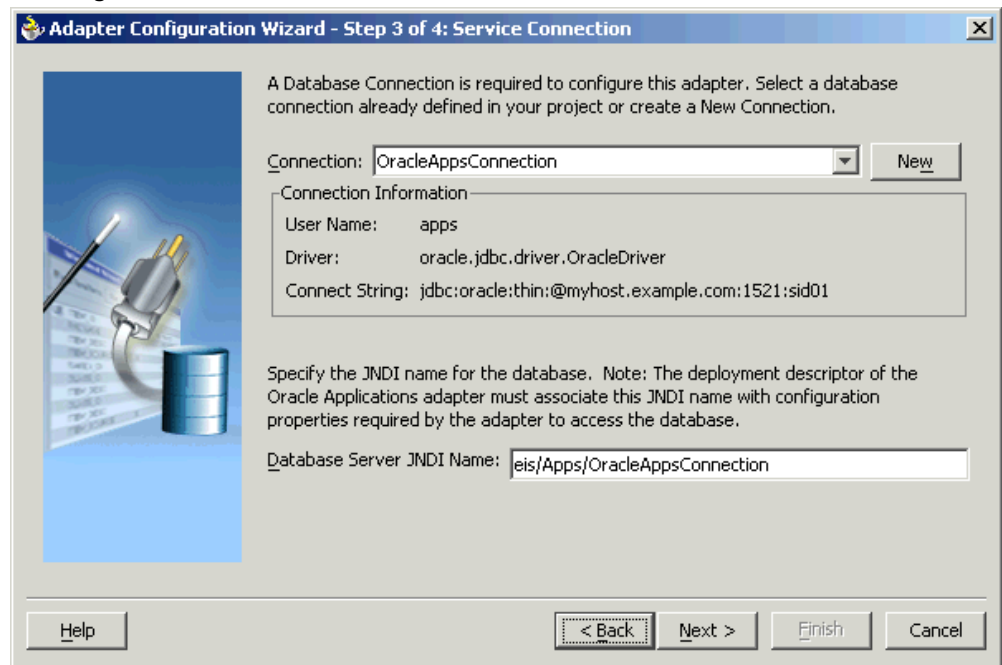 Adapter Configuration Wizard - Step 3 of 4: Service Connection
A Database Connection is required to configure this adapter. Select a database
connection already defined in your project or create a New Connection.
Connection: OracleAppsConnection New
Connection Information
User Name: apps
Driver: oracle.jdbc.driver.OracleDriver
Connect String: jdbc:oracle:thin:@myhost.example.com:1521:sid01
Specify the JNDI name for the database. Note: The deployment descriptor of the
Oracle Applications adapter must associate this JNDI name with configuration
properties required by the adapter to access the database.
Database Server JNDI Name: eis/Apps/OracleAppsConnection
Help < Back Next > Finish Cancel